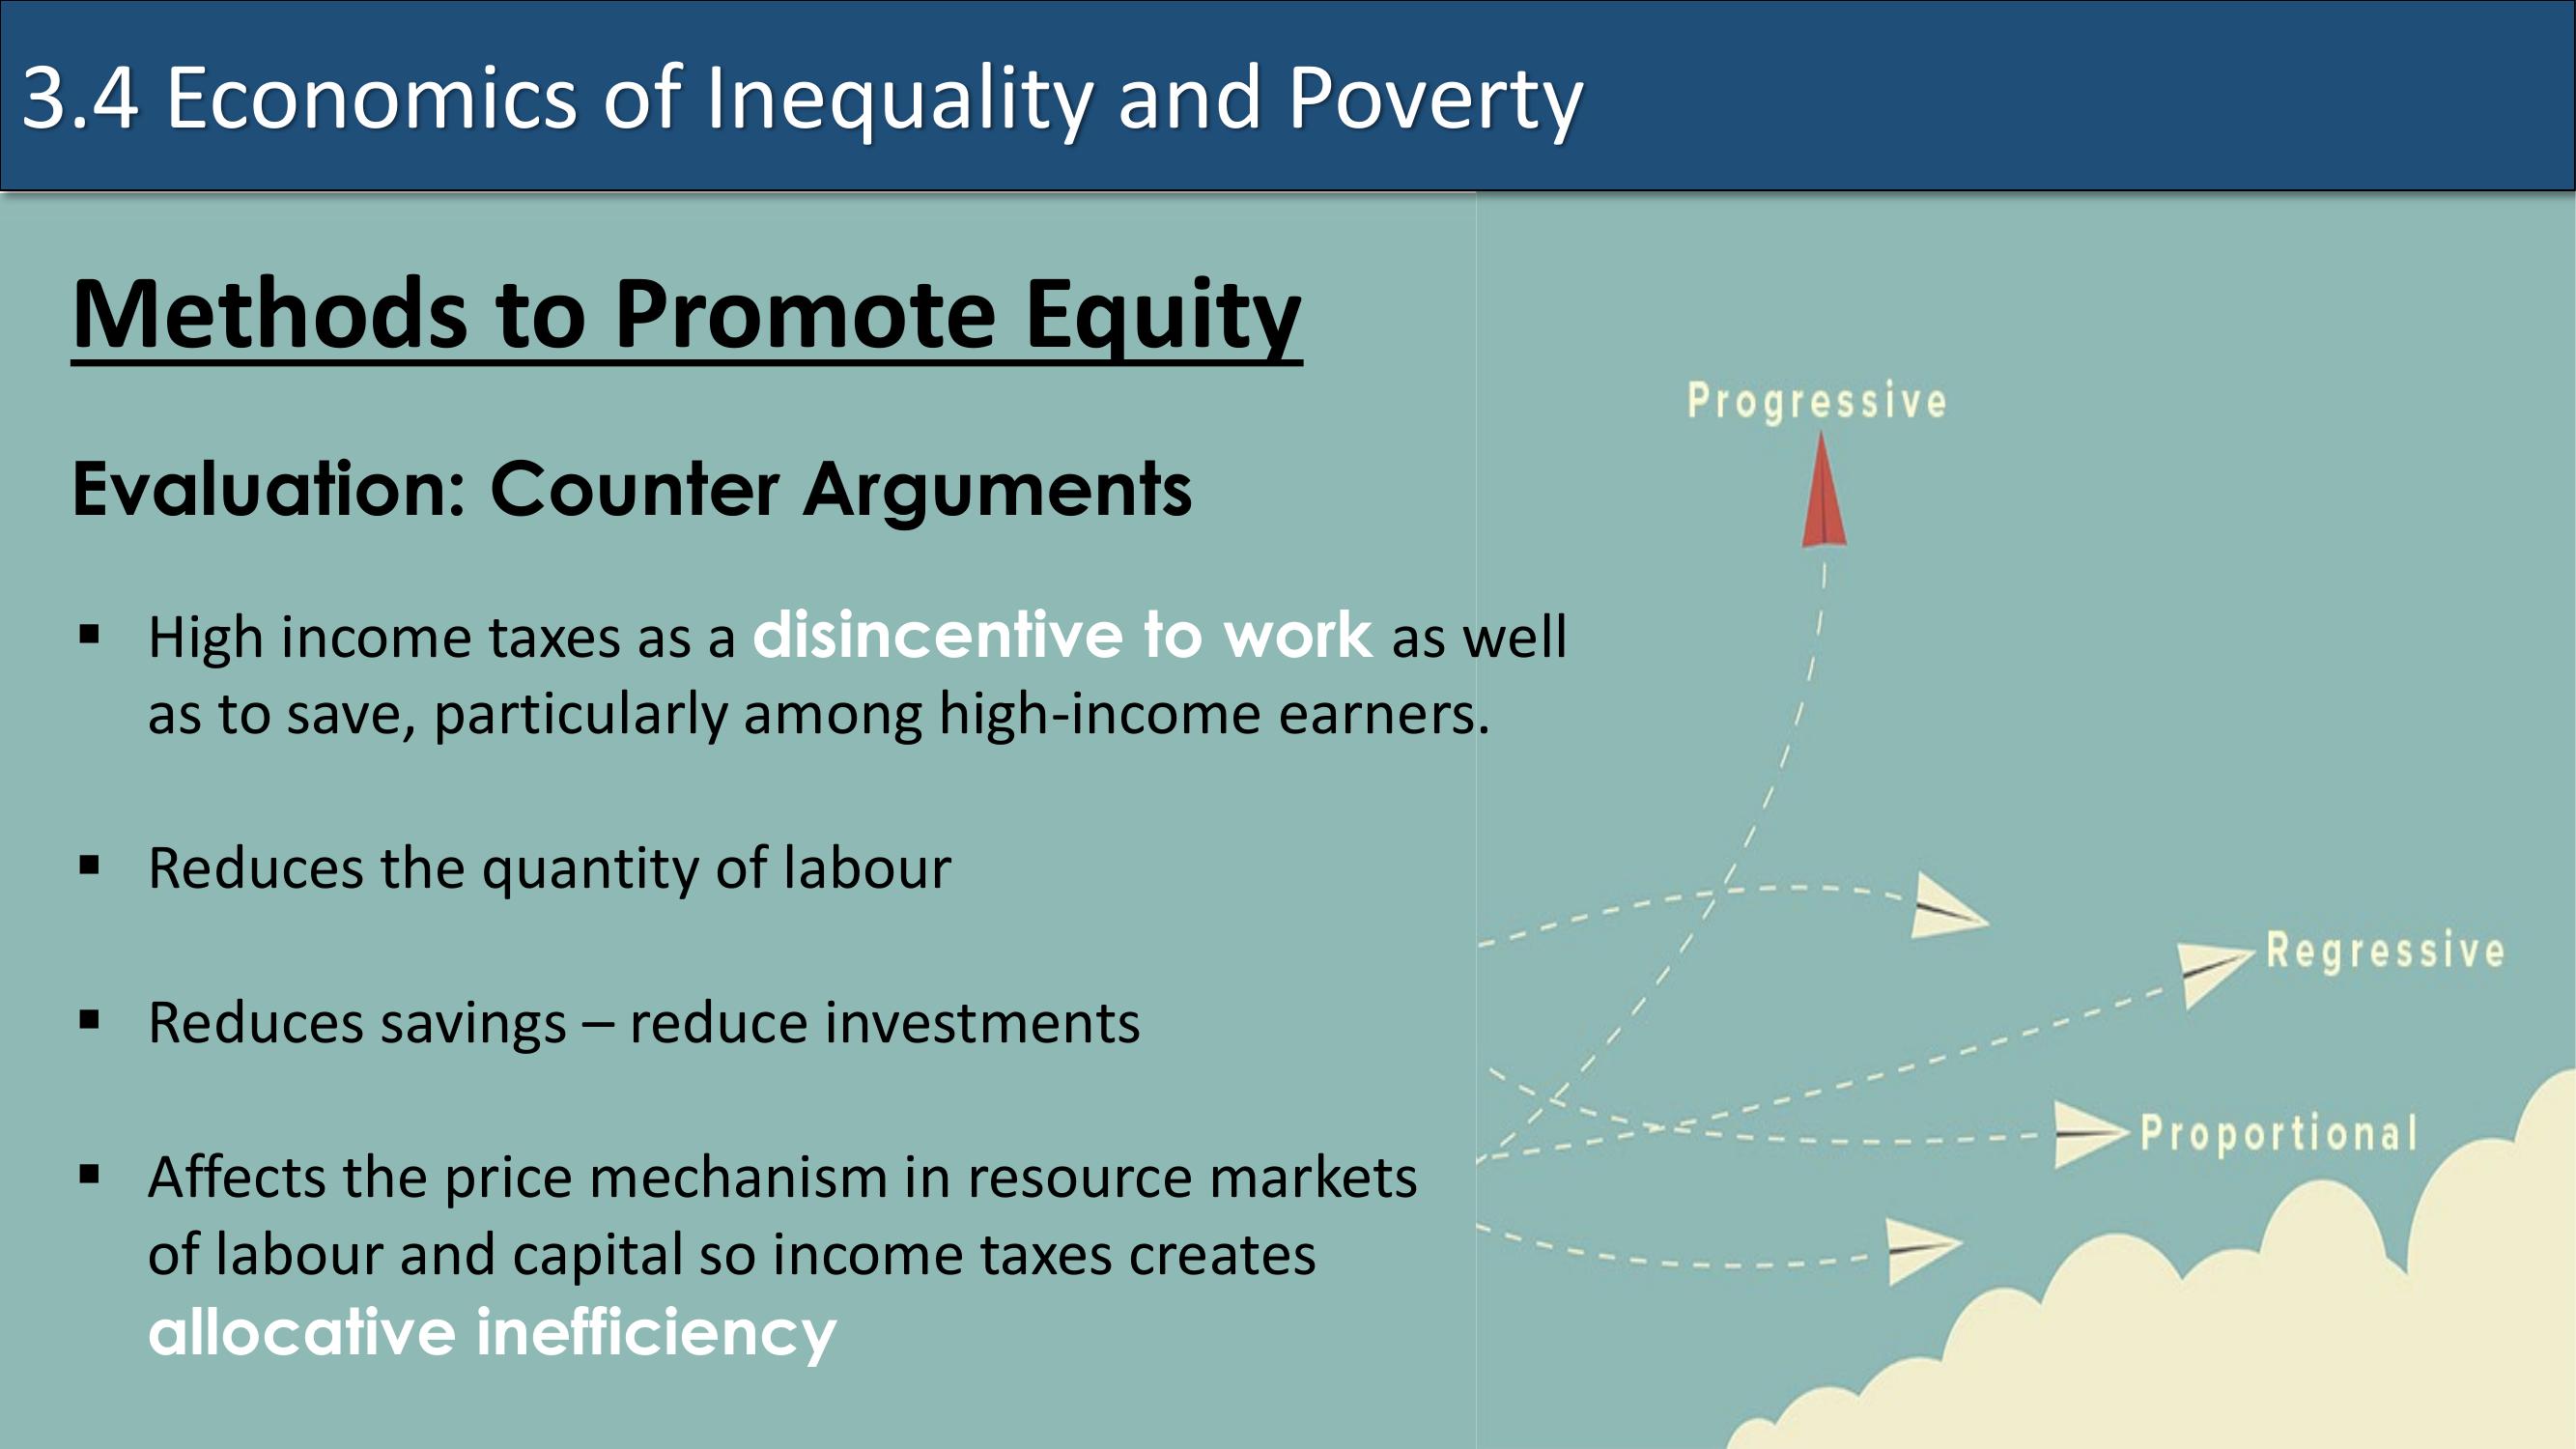 3.4 Economics of Inequality and Poverty
Methods to Promote Equity
Evaluation: Counter Arguments
▪ High income taxes as a disincentive to work as well
as to save, particularly among high-income earners.
▪ Reduces the quantity of labour
▪ Reduces savings – reduce investments
▪ Affects the price mechanism in resource markets
of labour and capital so income taxes creates
allocative inefficiency
Progressive
Regressive
Proportional